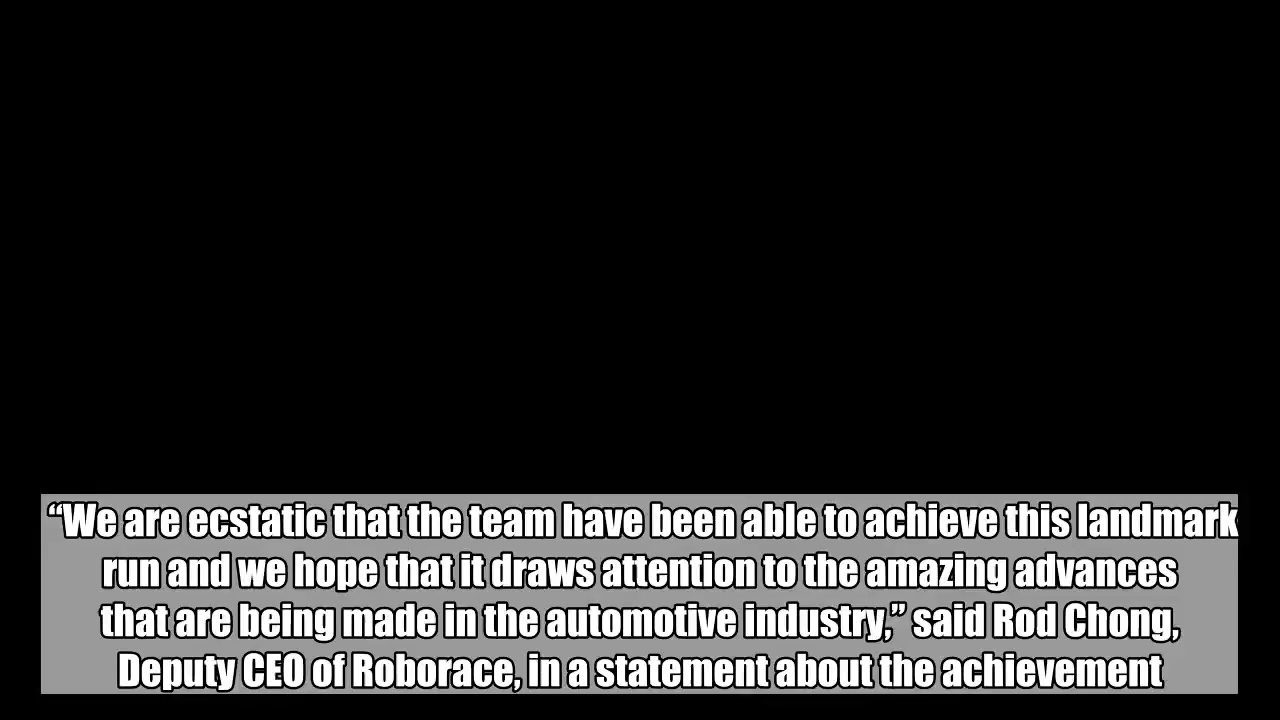 “We are ecstatic that the team have been able to achieve this landmark
run and we hope that it draws attention to the amazing advances
that are being made in the automotive industry,” said Rod Chong,
Deputy CEO of Roborace, in a statement about the achievement